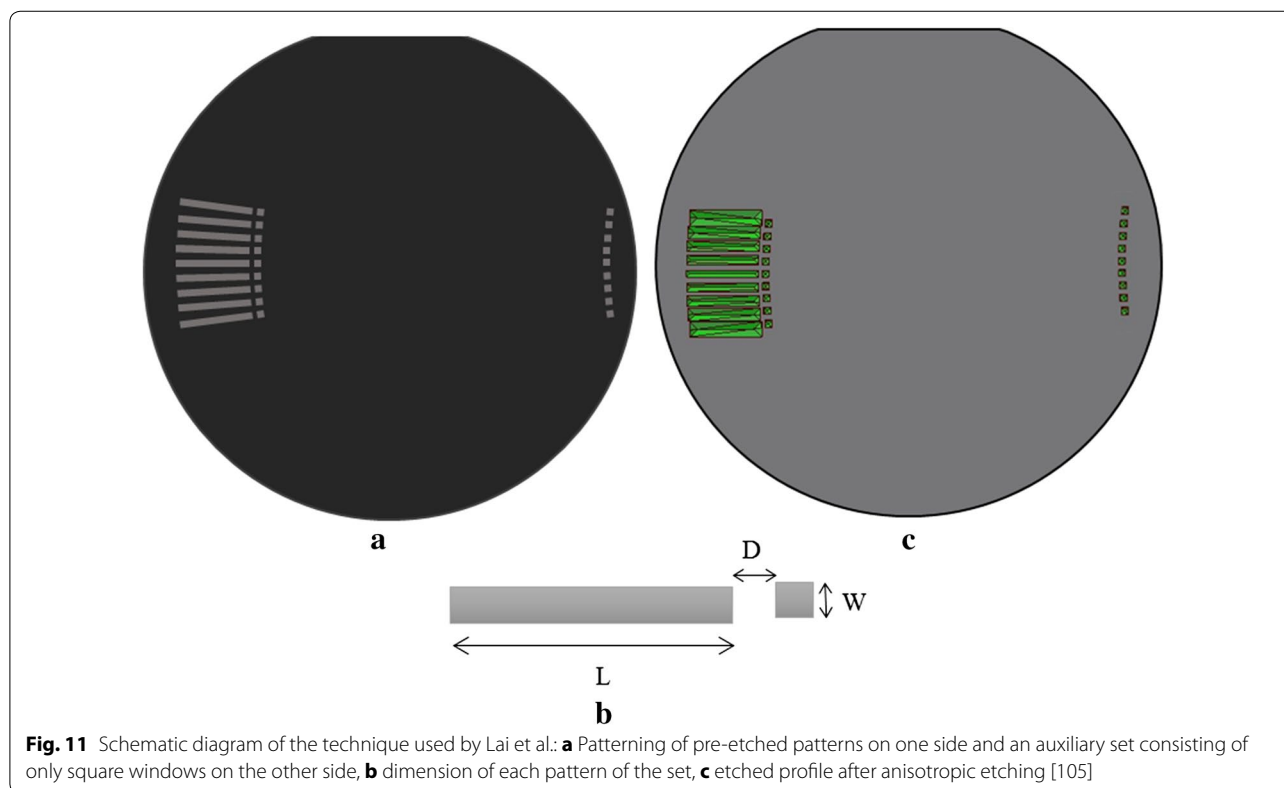 a
c
D
W
L
b
Fig. 11 Schematic diagram of the technique used by Lai et al.: a Patterning of pre-etched patterns on one side and an auxiliary set consisting of
only square windows on the other side, b dimension of each pattern of the set, c etched profile after anisotropic etching [105]